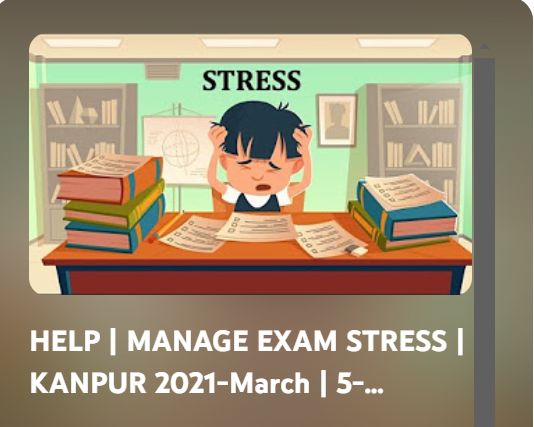 STRESS
HELP | MANAGE EXAM STRESS |
KANPUR 2021-March | 5-...